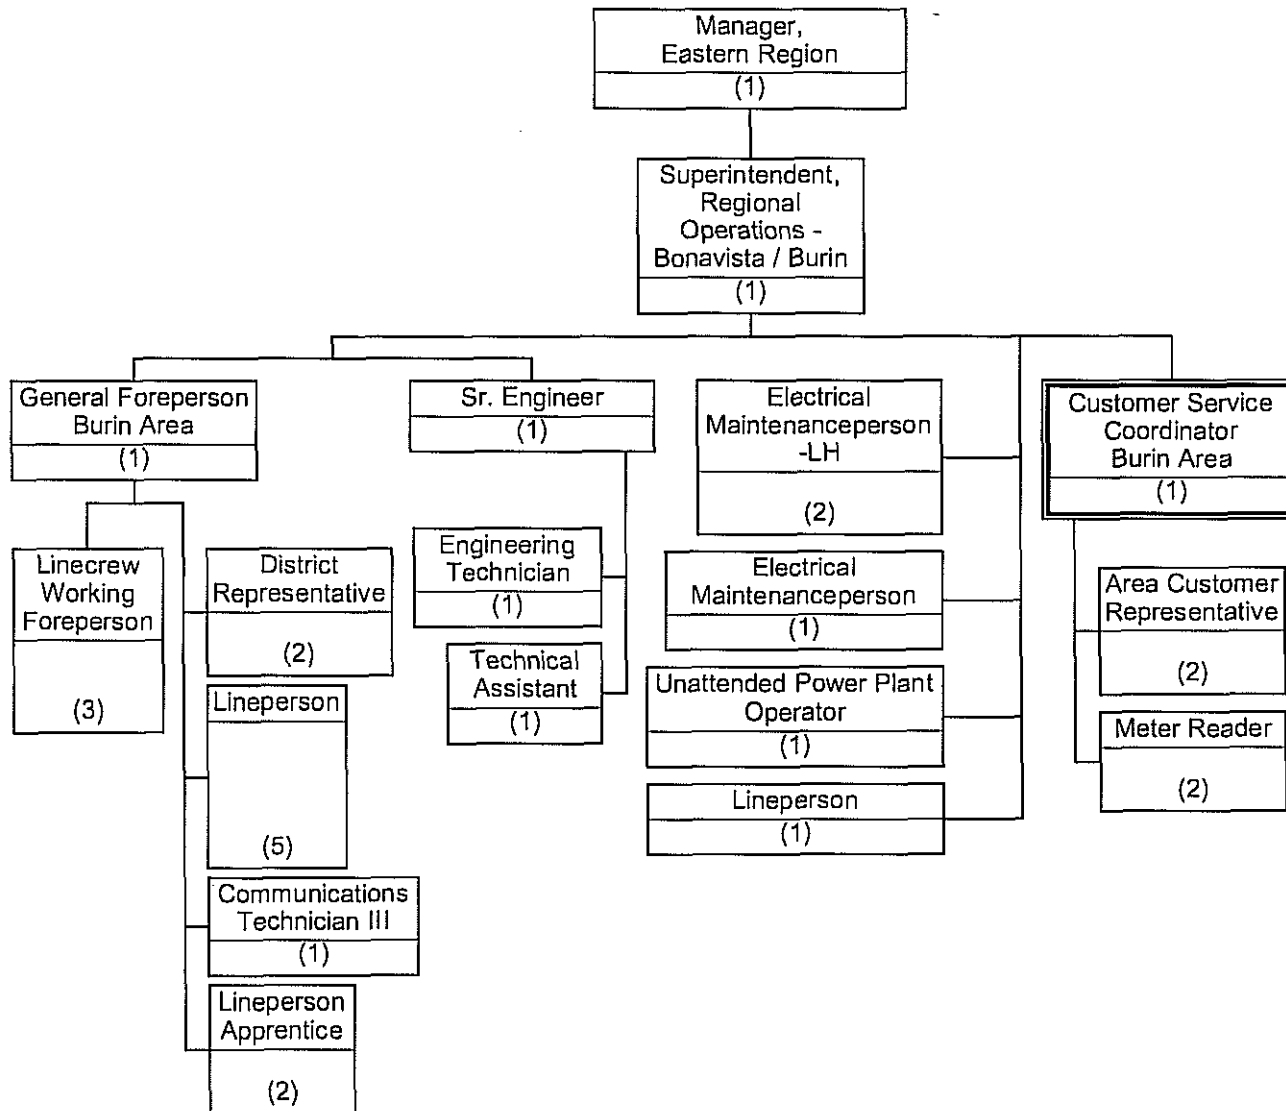 Manager,
Eastern Region
(1)
Superintendent,
Regional
Operations -
Bonavista / Burin
(1)
General Foreperson
Burin Area
(1)
Linecrew
Working
Foreperson
(3)
District
Representative
(2)
Lineperson
(5)
Communications
Technician III
(1)
Lineperson
Apprentice
(2)
Sr. Engineer
(1)
Engineering
Technician
(1)
Technical
Assistant
(1)
Electrical
Maintenanceperson
-LH
(2)
Electrical
Maintenanceperson
(1)
Unattended Power Plant
Operator
(1)
Lineperson
(1)
Customer Service
Coordinator
Burin Area
(1)
Area Customer
Representative
(2)
Meter Reader
(2)